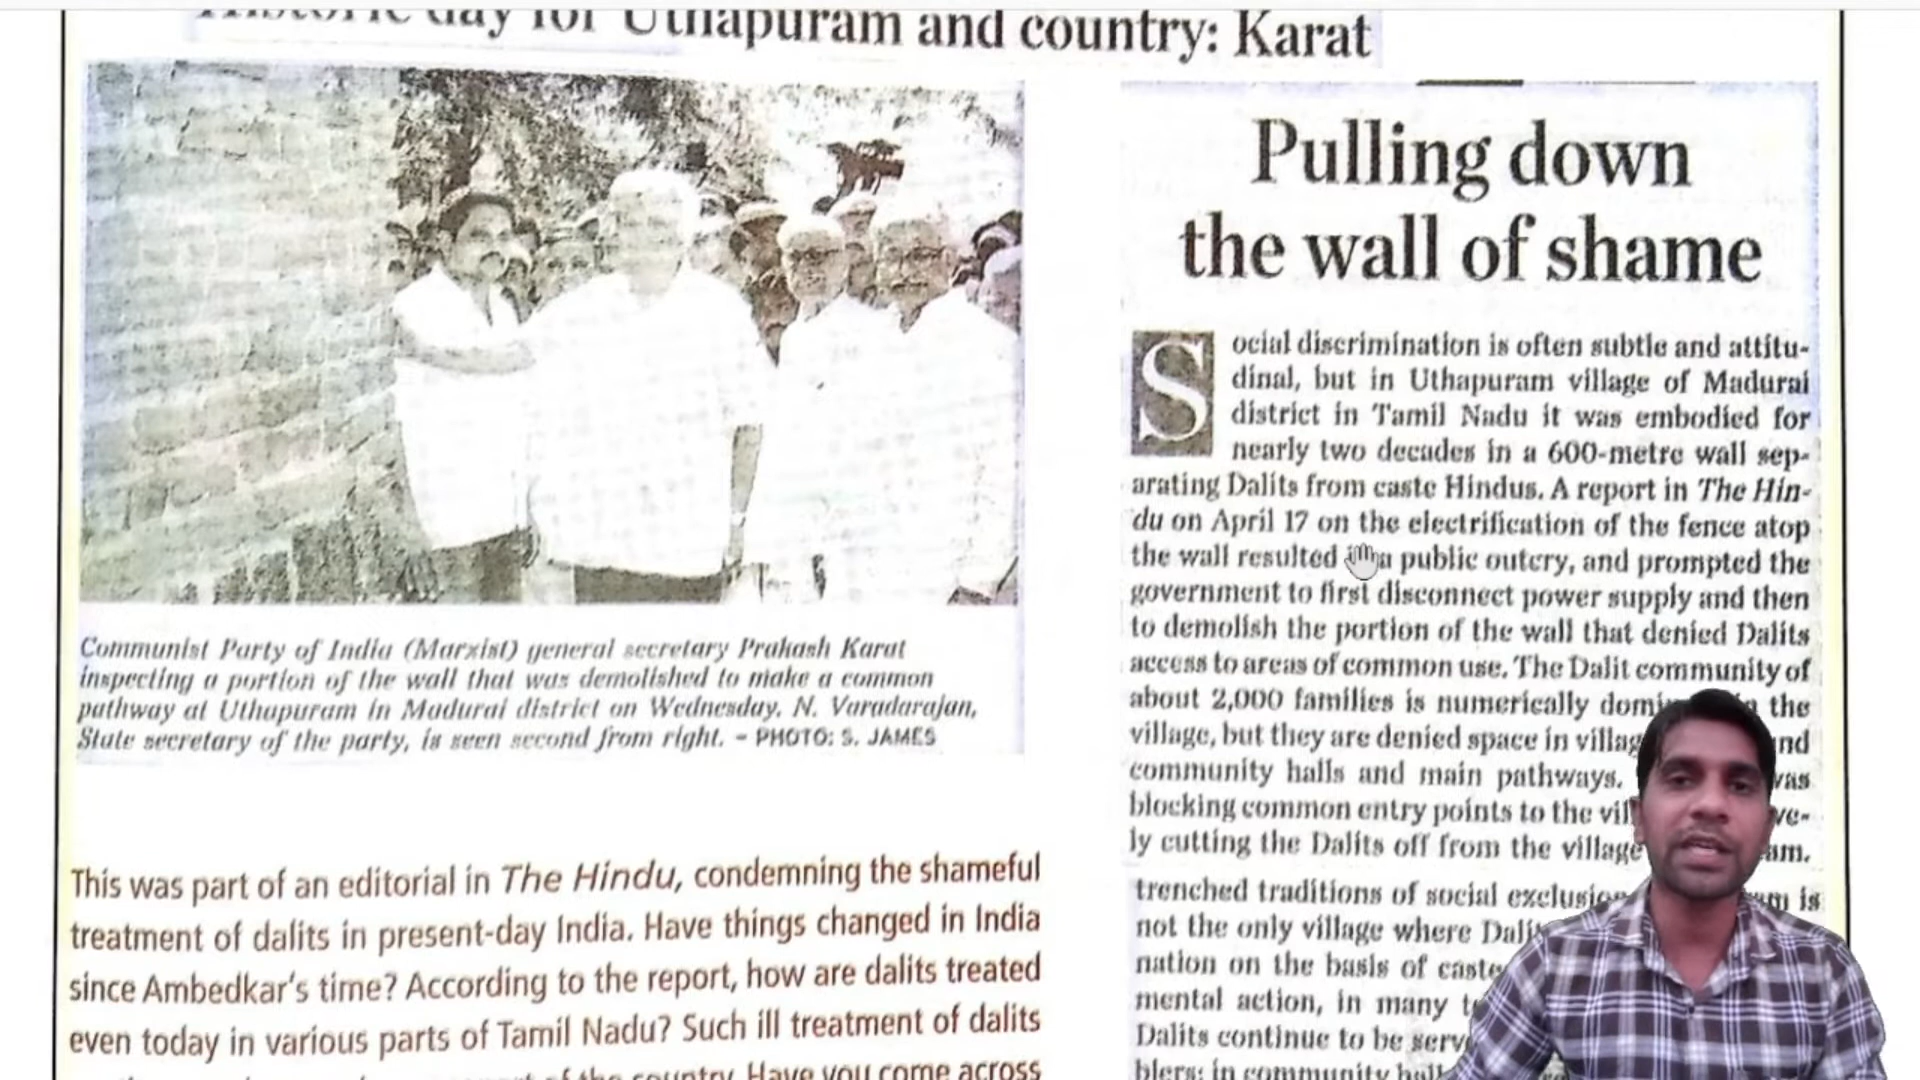 Historic day for Uthapuram and country: Karat
Communist Party of India (Marxist) general secretary Prakash Karat
inspecting a portion of the wall that was demolished to make a common
pathway at Uthapuram in Madurai district on Wednesday. N. Varadarajan,
State secretary of the party, is seen second from right. – PHOTO: S. JAMES
This was part of an editorial in The Hindu, condemning the shameful
treatment of dalits in present-day India. Have things changed in India
since Ambedkar's time? According to the report, how are dalits treated
even today in various parts of Tamil Nadu? Such ill treatment of dalits
of the country. Have you come across
Pulling down
the wall of shame
Social discrimination is often subtle and attitu-
dinal, but in Uthapuram village of Madurai
district in Tamil Nadu it was embodied for
nearly two decades in a 600-metre wall sep-
arating Dalits from caste Hindus. A report in The Hin-
du on April 17 on the electrification of the fence atop
the wall resulted a public outcry, and prompted the
government to first disconnect power supply and then
to demolish the portion of the wall that denied Dalits
access to areas of common use. The Dalit community of
about 2,000 families is numerically the
village, but they are denied space in
community halls and main pathways.
blocking common entry points to the
ly cutting the Dalits off from the village
trenched traditions of social is
not the only village where
nation on the basis of caste
mental action, in many
Dalits continue to be
blers; in community